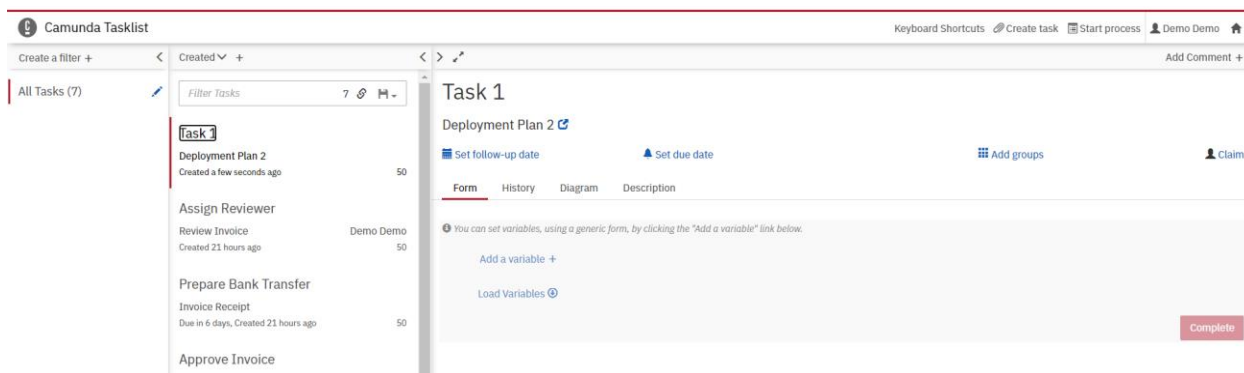 Camunda Tasklist
Keyboard Shortcuts Create task Start process Demo Demo
Create a filter +
Created +
Add Comment +
All Tasks (7)
Filter Tasks 7
Task 1
Deployment Plan 2
Created a few seconds ago 50
Assign Reviewer
Review Invoice Demo Demo
Created 21 hours ago 50
Prepare Bank Transfer
Invoice Receipt
Due in 6 days, Created 21 hours ago 50
Approve Invoice
Task 1
Deployment Plan 2
Set follow-up date Set due date Add groups Claim
Form History Diagram Description
You can set variables, using a generic form, by clicking the "Add a variable" link below.
Add a variable +
Load Variables
Complete